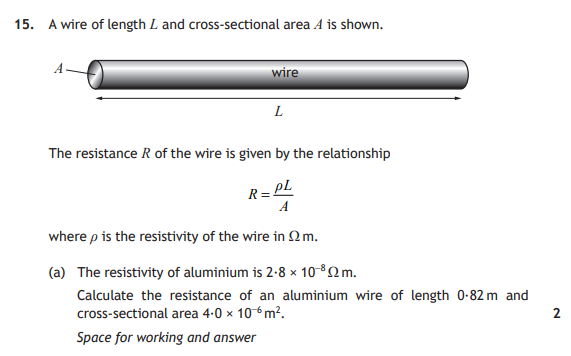 15. A wire of length L and cross-sectional area A is shown.
A
wire
L
The resistance R of the wire is given by the relationship
R = ρL
A
where ρ is the resistivity of the wire in Ω m.
(a) The resistivity of aluminium is 2·8 × 10⁻⁸ Ω m.
Calculate the resistance of an aluminium wire of length 0·82 m and
cross-sectional area 4·0 × 10⁻⁶ m². 2
Space for working and answer